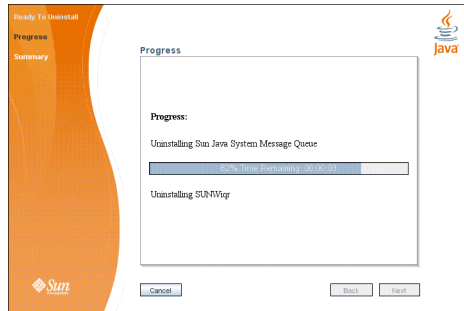 Ready To Uninstall
Progress
Summary
Java
Progress
Progress:
Uninstalling Sun Java System Message Queue
82% Time Remaining: 00:00:03
Uninstalling SUNWiqr
Sun
Cancel
Back
Next